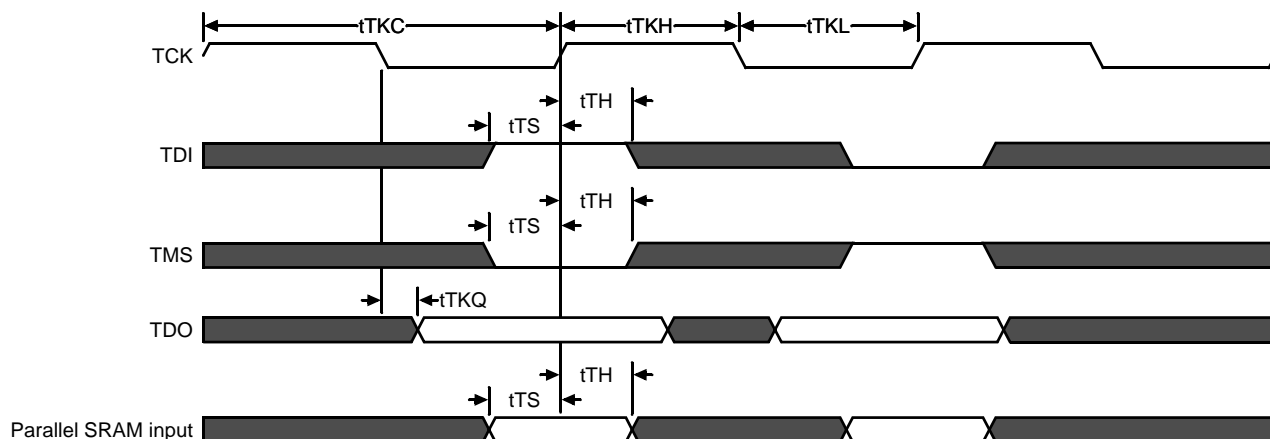 tTKC
tTKH
tTKL
TCK
tTH
tTS
TDI
tTH
tTS
TMS
tTKQ
TDO
tTH
tTS
Parallel SRAM input